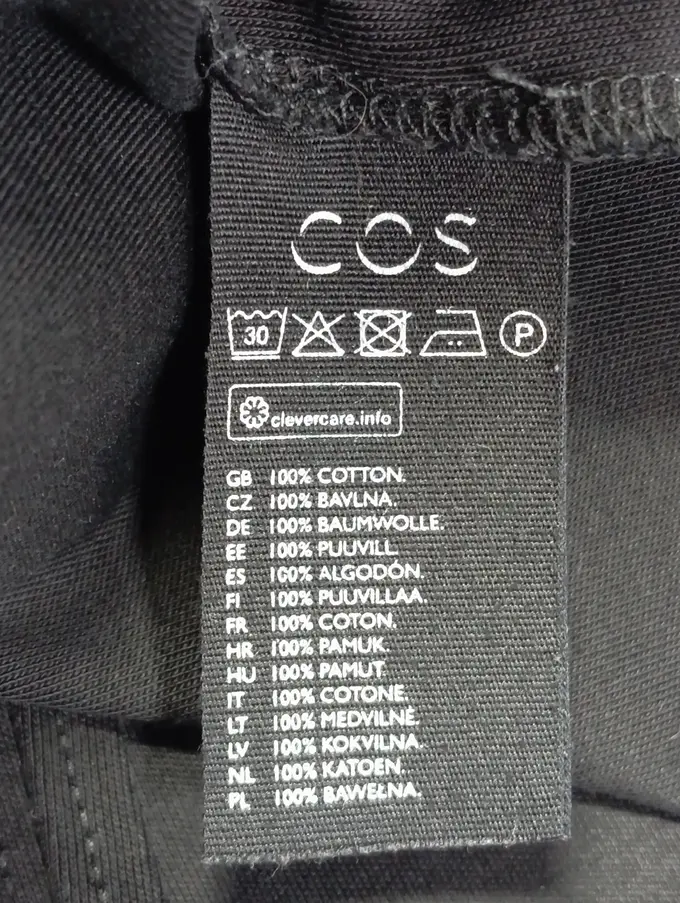 COS
30 P
clevercare.info
GB 100% COTTON.
CZ 100% BAVLNA.
DE 100% BAUMWOLLE.
EE 100% PUUVILL.
ES 100% ALGODÓN.
FI 100% PUUVILLAA.
FR 100% COTON.
HR 100% PAMUK.
HU 100% PAMUT
IT 100% COTONE.
LT 100% MEDVILNĖ.
LV 100% KOKVILNA.
NL 100% KATOEN.
PL 100% BAWEŁNA.